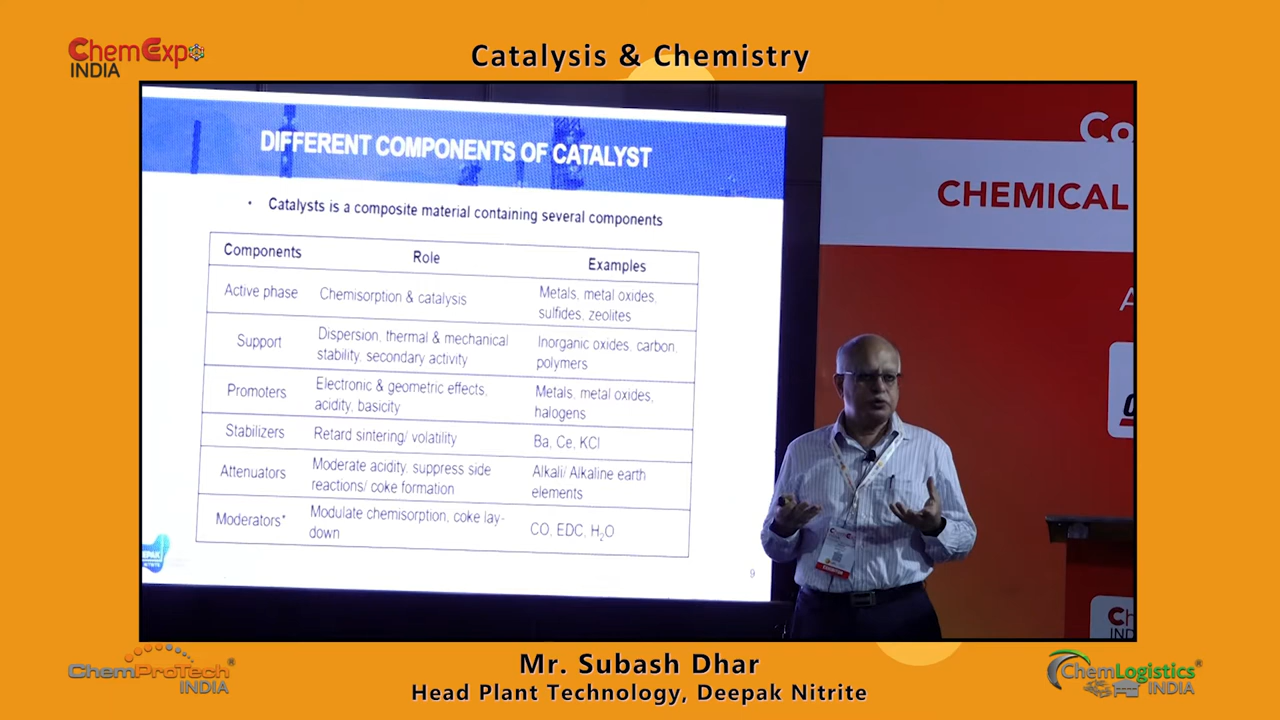 ChemExpo
INDIA
Catalysis & Chemistry
DIFFERENT COMPONENTS OF CATALYST
• Catalysts is a composite material containing several components
Components Role Examples
Active phase Chemisorption & catalysis Metals, metal oxides,
sulfides, zeolites
Support Dispersion, thermal & mechanical
stability, secondary activity Inorganic oxides, carbon,
polymers
Promoters Electronic & geometric effects,
acidity, basicity Metals, metal oxides,
halogens
Stabilizers Retard sintering/ volatility Ba, Ce, KCl
Attenuators Moderate acidity, suppress side
reactions/ coke formation Alkali/ Alkaline earth
elements
Moderators* Modulate chemisorption, coke lay-
down CO, EDC, H₂O
9
Co
CHEMICAL
A
Ch
IND
ChemProTech®
INDIA
Mr. Subash Dhar
Head Plant Technology, Deepak Nitrite
ChemLogistics®
INDIA